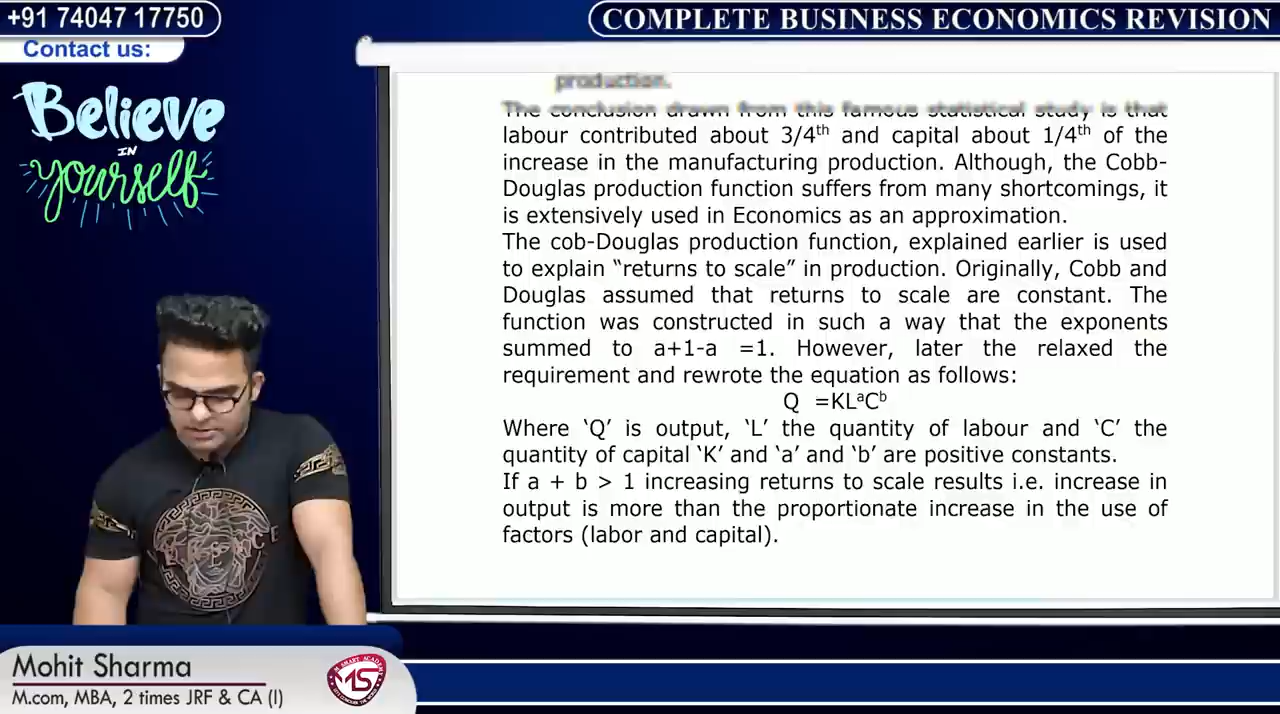 +91 74047 17750
Contact us:
COMPLETE BUSINESS ECONOMICS REVISION
Believe
IN
yourself
production.
The conclusion drawn from this famous statistical study is that
labour contributed about 3/4th and capital about 1/4th of the
increase in the manufacturing production. Although, the Cobb-
Douglas production function suffers from many shortcomings, it
is extensively used in Economics as an approximation.
The cob-Douglas production function, explained earlier is used
to explain “returns to scale” in production. Originally, Cobb and
Douglas assumed that returns to scale are constant. The
function was constructed in such a way that the exponents
summed to a+1-a =1. However, later the relaxed the
requirement and rewrote the equation as follows:
Q =KLᵃCᵇ
Where ‘Q’ is output, ‘L’ the quantity of labour and ‘C’ the
quantity of capital ‘K’ and ‘a’ and ‘b’ are positive constants.
If a + b > 1 increasing returns to scale results i.e. increase in
output is more than the proportionate increase in the use of
factors (labor and capital).
Mohit Sharma
M.com, MBA, 2 times JRF & CA (I)
M SMART ACADEMY
MS